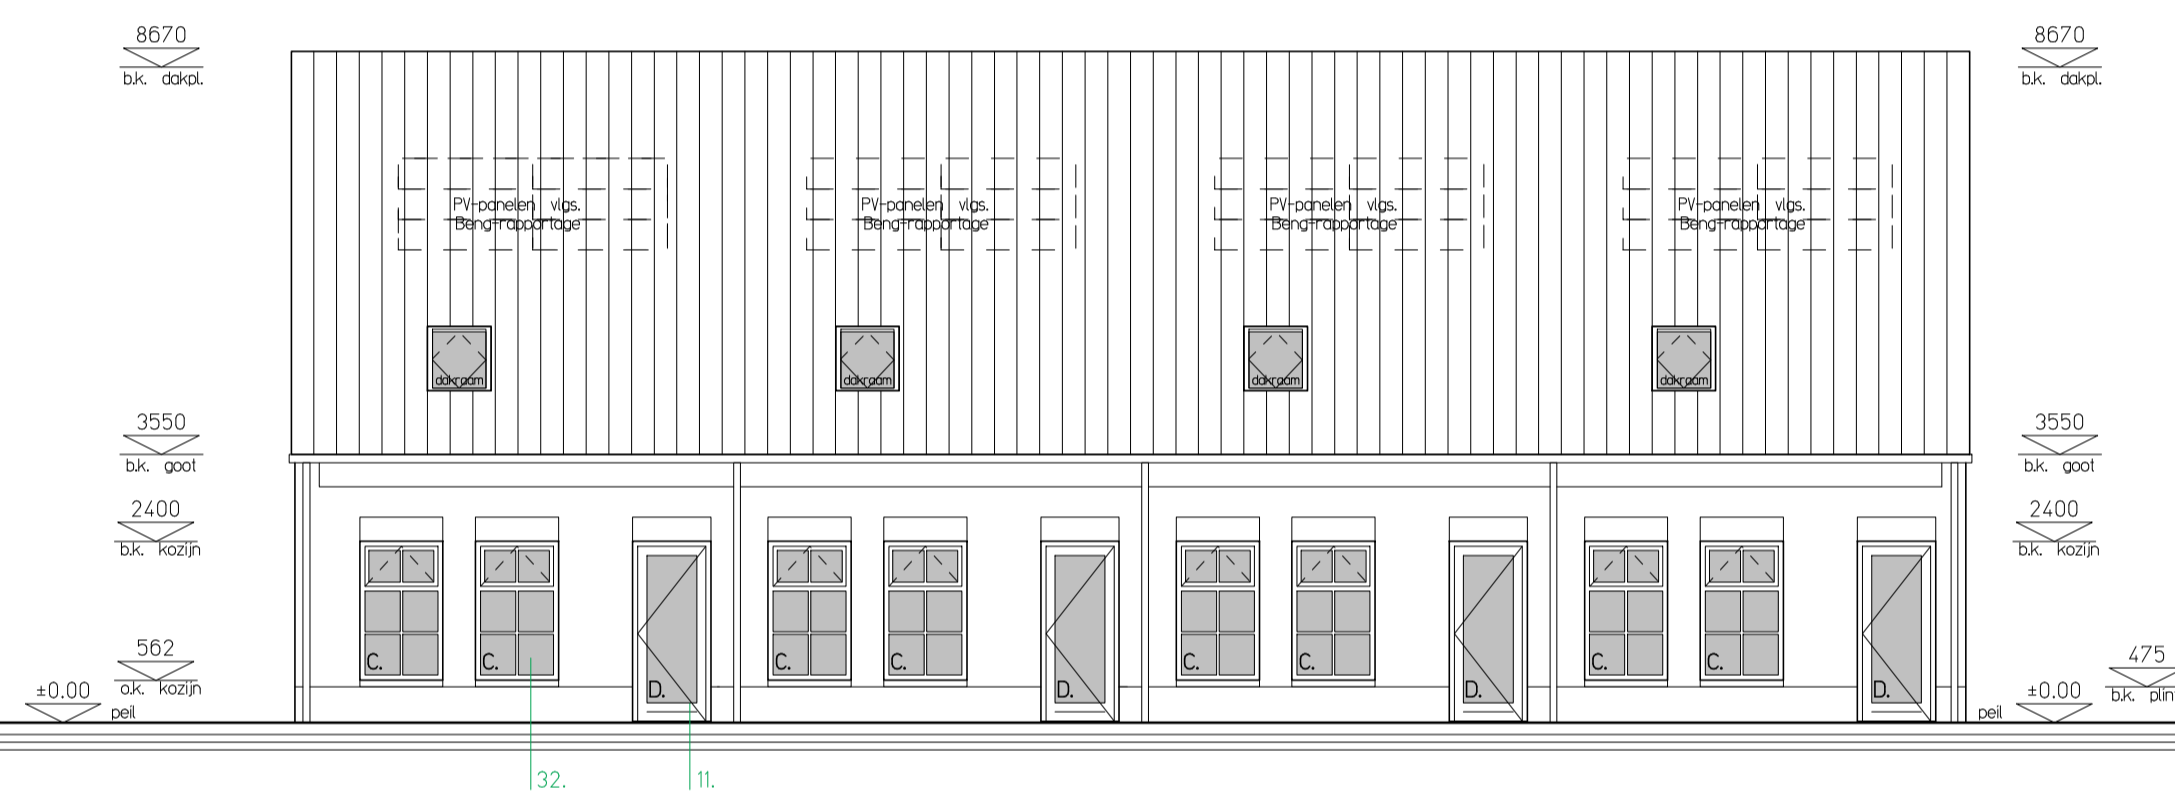 8670
b.k. dakpl.
8670
b.k. dakpl.
PV-panelen vlgs.
Beng-rapportage
PV-panelen vlgs.
Beng-rapportage
PV-panelen vlgs.
Beng-rapportage
PV-panelen vlgs.
Beng-rapportage
dakraam
dakraam
dakraam
dakraam
3550
b.k. goot
3550
b.k. goot
2400
b.k. kozijn
2400
b.k. kozijn
562
o.k. kozijn
±0.00
peil
C.
C.
D.
C.
C.
D.
C.
C.
D.
C.
C.
D.
475
b.k. plin
±0.00
peil
32.
11.